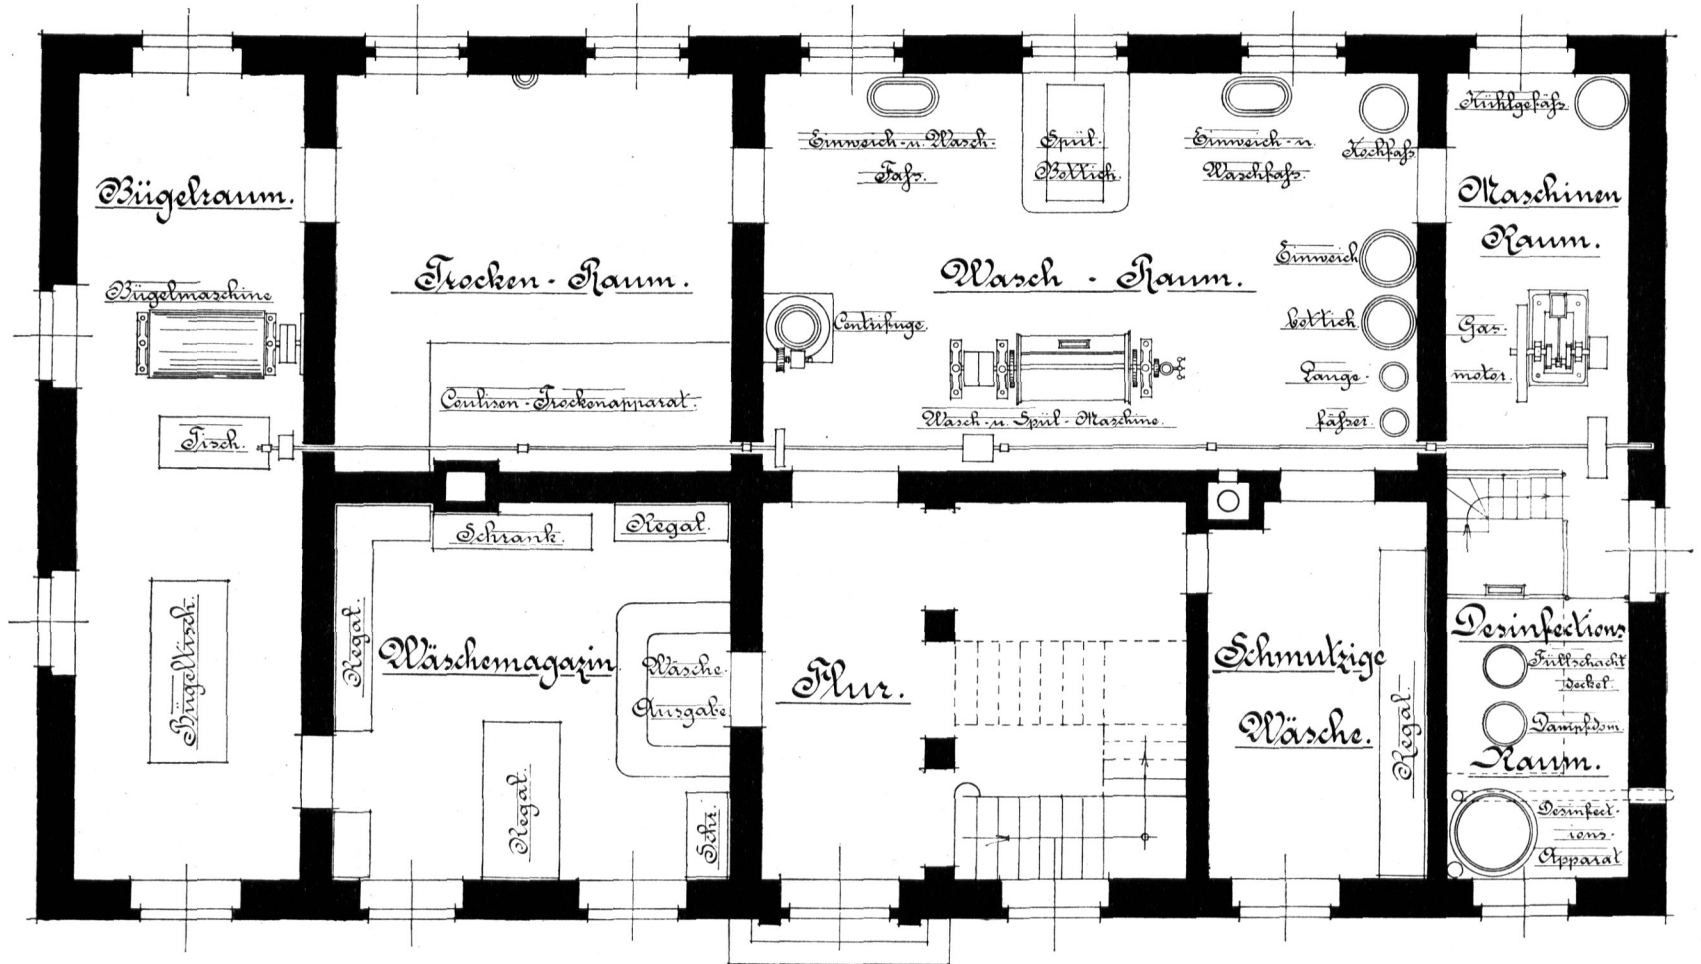 Bügelraum.
Bügelmaschine
Tisch.
Bügeltisch.
Trocken-Raum.
Coulisen-Trockenapparat.
Einweich-u. Wasch-
Fass.
Spül-
Bottich.
Einweich-u.
Waschfass.
Kochfass
Wasch-Raum.
Centrifuge.
Wasch-u. Spül-Maschine.
Einweich
bottich.
Lauge-
fässer.
Kühlgefäss.
Maschinen
Raum.
Gas-
motor.
Schrank.
Regal.
Regal.
Wäschemagazin
Wäsche-
Ausgabe
Regal.
Schr.
Flur.
Schmutzige
Wäsche.
Regal.
Desinfections
Füllschacht
deckel.
Dampfdom.
Raum.
Desinfect-
ions-
Apparat